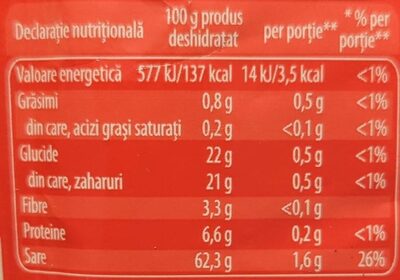 Declarație nutrițională 100 g produs deshidratat per porție** * % per porție**
Valoare energetică 577 kJ/137 kcal 14 kJ/3,5 kcal <1%
Grăsimi 0,8 g 0,5 g <1%
din care, acizi grași saturați 0,2 g <0,1 g <1%
Glucide 22 g 0,5 g <1%
din care, zaharuri 21 g 0,5 g <1%
Fibre 3,3 g <0,1 g
Proteine 6,6 g 0,2 g <1%
Sare 62,3 g 1,6 g 26%